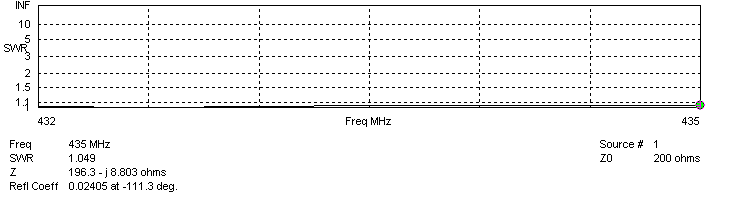 INF
10
5
SWR
3
2
1.5
1.1
1
432 Freq MHz 435
Freq 435 MHz Source # 1
SWR 1.049 Z0 200 ohms
Z 196.3 - j 8.803 ohms
Refl Coeff 0.02405 at -111.3 deg.